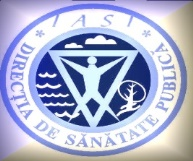 IAȘI
DIRECȚIA DE SĂNĂTATE PUBLICĂ